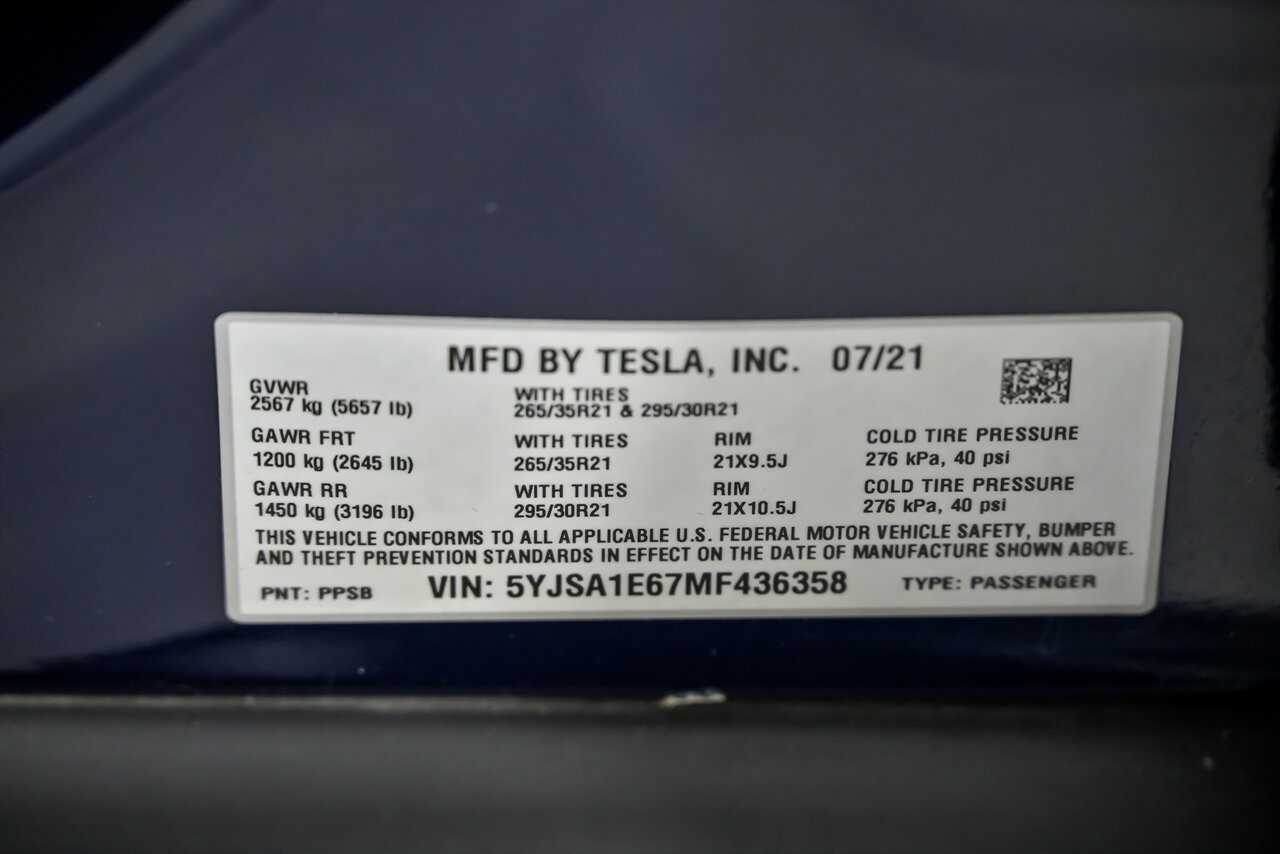 MFD BY TESLA, INC. 07/21
GVWR WITH TIRES
2567 kg (5657 lb) 265/35R21 & 295/30R21
GAWR FRT WITH TIRES RIM COLD TIRE PRESSURE
1200 kg (2645 lb) 265/35R21 21X9.5J 276 kPa, 40 psi
GAWR RR WITH TIRES RIM COLD TIRE PRESSURE
1450 kg (3196 lb) 295/30R21 21X10.5J 276 kPa, 40 psi
THIS VEHICLE CONFORMS TO ALL APPLICABLE U.S. FEDERAL MOTOR VEHICLE SAFETY, BUMPER
AND THEFT PREVENTION STANDARDS IN EFFECT ON THE DATE OF MANUFACTURE SHOWN ABOVE.
PNT: PPSB VIN: 5YJSA1E67MF436358 TYPE: PASSENGER